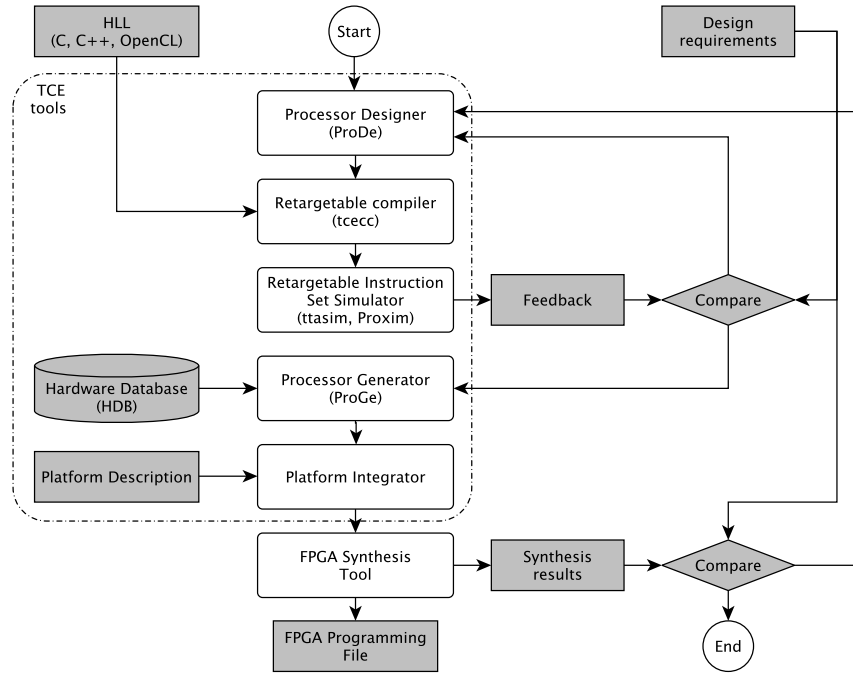 HLL
(C, C++, OpenCL)
Start
Design
requirements
TCE
tools
Processor Designer
(ProDe)
Retargetable compiler
(tcecc)
Retargetable Instruction
Set Simulator
(ttasim, Proxim)
Feedback
Compare
Hardware Database
(HDB)
Processor Generator
(ProGe)
Platform Description
Platform Integrator
FPGA Synthesis
Tool
Synthesis
results
Compare
FPGA Programming
File
End